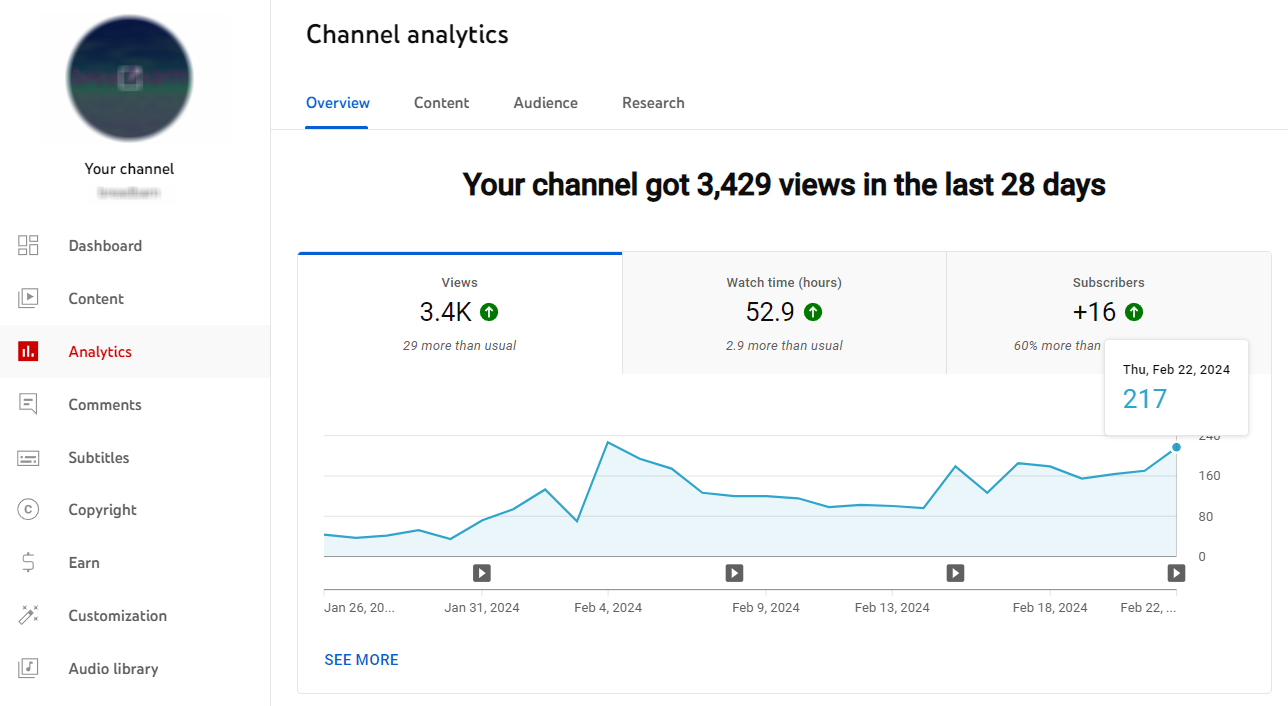 Channel analytics
Overview Content Audience Research
Your channel
Dashboard
Content
Analytics
Comments
Subtitles
Copyright
Earn
Customization
Audio library
Your channel got 3,429 views in the last 28 days
Views
3.4K
29 more than usual
Watch time (hours)
52.9
2.9 more than usual
Subscribers
+16
60% more than
Thu, Feb 22, 2024
217
240
160
80
0
Jan 26, 20... Jan 31, 2024 Feb 4, 2024 Feb 9, 2024 Feb 13, 2024 Feb 18, 2024 Feb 22, ...
SEE MORE